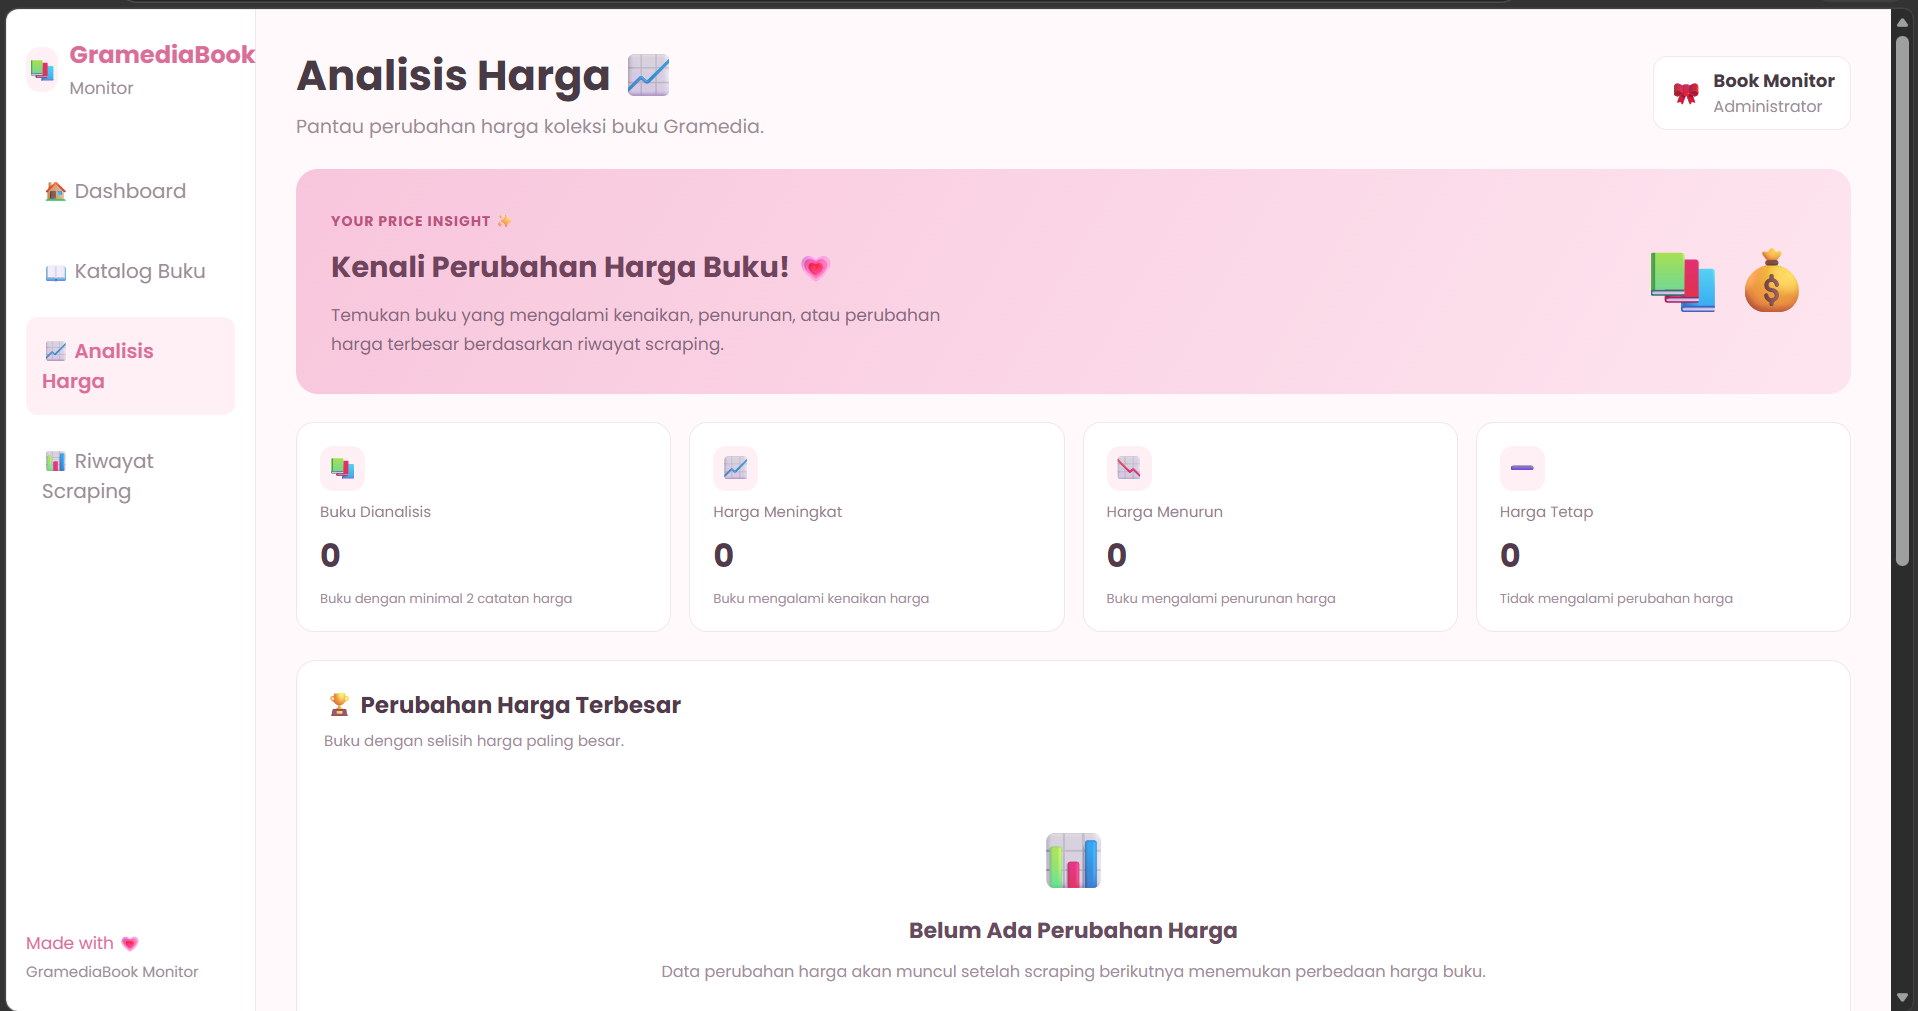 GramediaBook
Monitor
Dashboard
Katalog Buku
Analisis
Harga
Riwayat
Scraping
Made with
GramediaBook Monitor
Analisis Harga
Pantau perubahan harga koleksi buku Gramedia.
Book Monitor
Administrator
YOUR PRICE INSIGHT
Kenali Perubahan Harga Buku!
Temukan buku yang mengalami kenaikan, penurunan, atau perubahan
harga terbesar berdasarkan riwayat scraping.
Buku Dianalisis
0
Buku dengan minimal 2 catatan harga
Harga Meningkat
0
Buku mengalami kenaikan harga
Harga Menurun
0
Buku mengalami penurunan harga
Harga Tetap
0
Tidak mengalami perubahan harga
Perubahan Harga Terbesar
Buku dengan selisih harga paling besar.
Belum Ada Perubahan Harga
Data perubahan harga akan muncul setelah scraping berikutnya menemukan perbedaan harga buku.